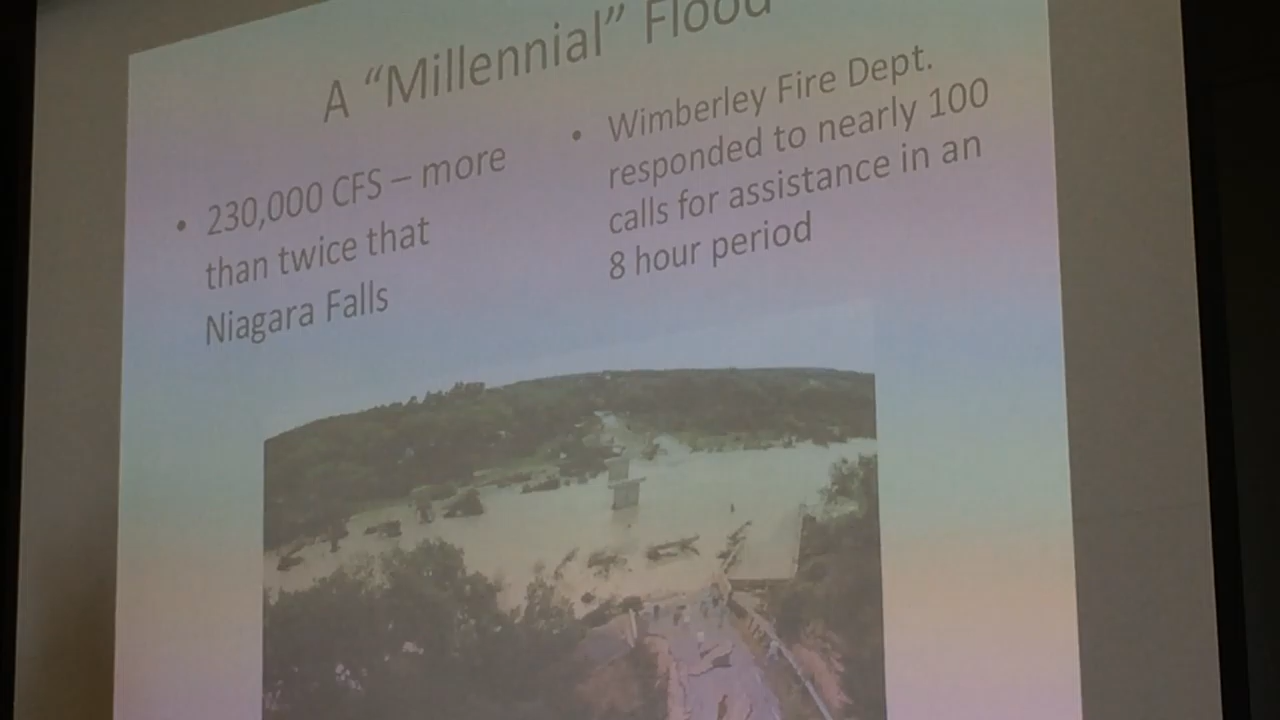 A “Millennial” Flood
• 230,000 CFS – more
than twice that
Niagara Falls
• Wimberley Fire Dept.
responded to nearly 100
calls for assistance in an
8 hour period